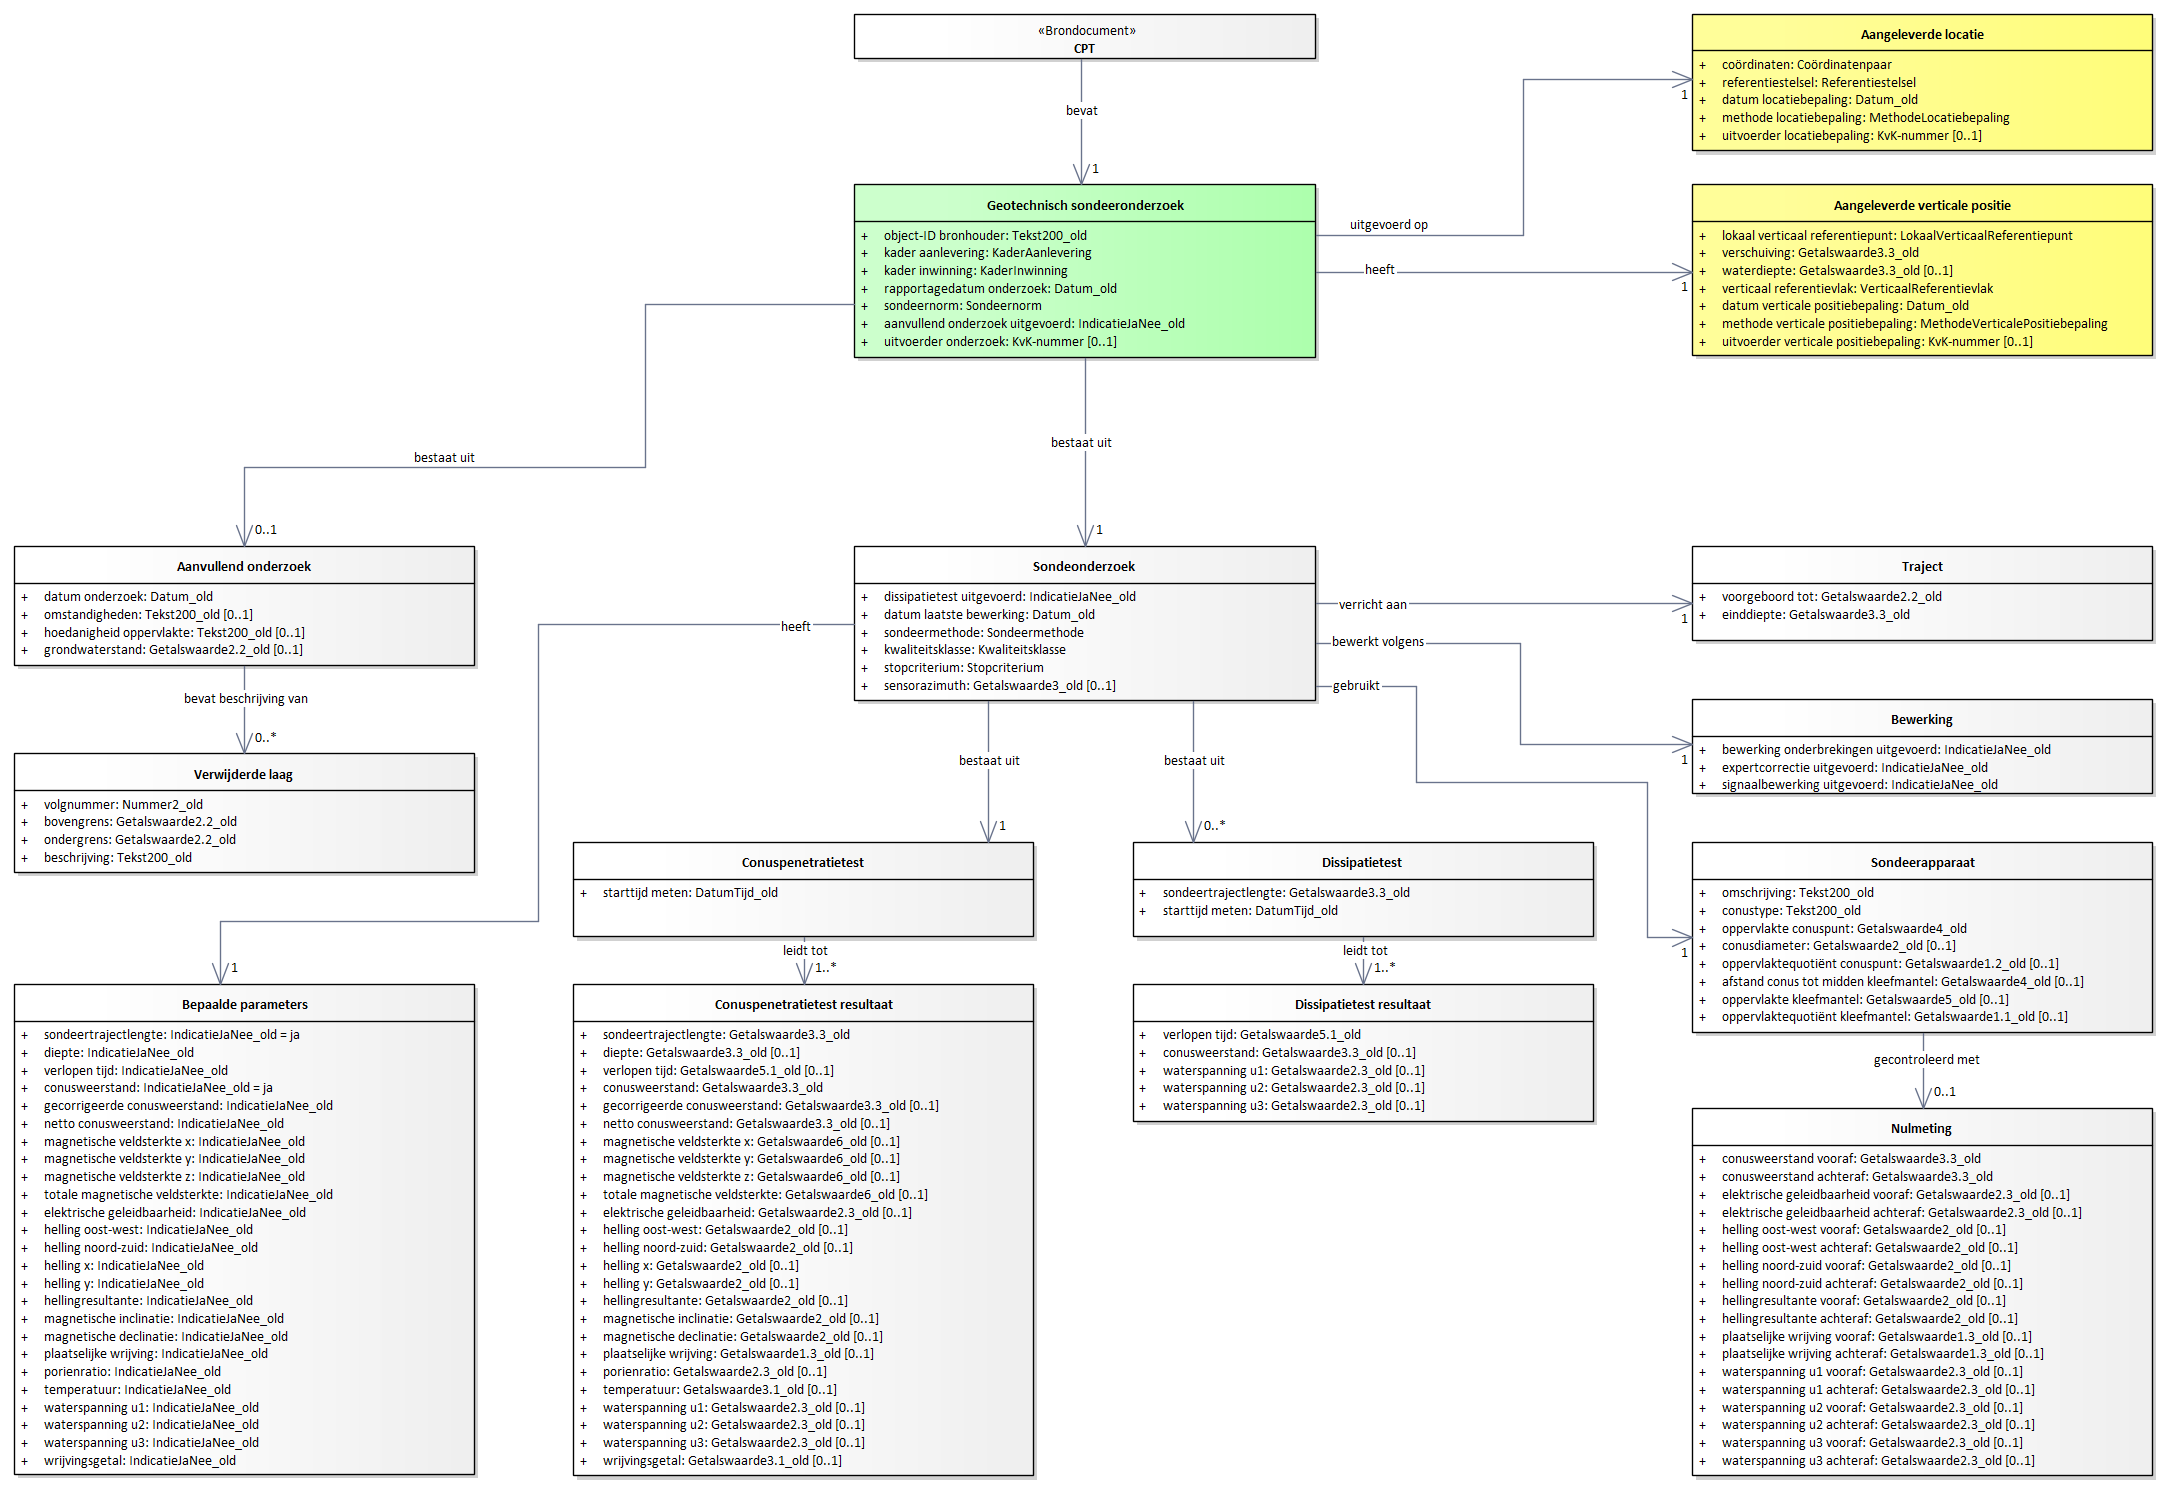 «Brondocument»
CPT
bevat
1
Geotechnisch sondeeronderzoek
+ object-ID bronhouder: Tekst200_old
+ kader aanlevering: KaderAanlevering
+ kader inwinning: KaderInwinning
+ rapportagedatum onderzoek: Datum_old
+ sondeernorm: Sondeernorm
+ aanvullend onderzoek uitgevoerd: IndicatieJaNee_old
+ uitvoerder onderzoek: KvK-nummer [0..1]
uitgevoerd op
1
Aangeleverde locatie
+ coördinaten: Coördinatenpaar
+ referentiestelsel: Referentiestelsel
+ datum locatiebepaling: Datum_old
+ methode locatiebepaling: MethodeLocatiebepaling
+ uitvoerder locatiebepaling: KvK-nummer [0..1]
heeft
1
Aangeleverde verticale positie
+ lokaal verticaal referentiepunt: LokaalVerticaalReferentiepunt
+ verschuiving: Getalswaarde3.3_old
+ waterdiepte: Getalswaarde3.3_old [0..1]
+ verticaal referentievlak: VerticaalReferentievlak
+ datum verticale positiebepaling: Datum_old
+ methode verticale positiebepaling: MethodeVerticalePositiebepaling
+ uitvoerder verticale positiebepaling: KvK-nummer [0..1]
bestaat uit
0..1
bestaat uit
1
Aanvullend onderzoek
+ datum onderzoek: Datum_old
+ omstandigheden: Tekst200_old [0..1]
+ hoedanigheid oppervlakte: Tekst200_old [0..1]
+ grondwaterstand: Getalswaarde2.2_old [0..1]
bevat beschrijving van
0..*
Verwijderde laag
+ volgnummer: Nummer2_old
+ bovengrens: Getalswaarde2.2_old
+ ondergrens: Getalswaarde2.2_old
+ beschrijving: Tekst200_old
Sondeonderzoek
+ dissipatietest uitgevoerd: IndicatieJaNee_old
+ datum laatste bewerking: Datum_old
+ sondeermethode: Sondeermethode
+ kwaliteitsklasse: Kwaliteitsklasse
+ stopcriterium: Stopcriterium
+ sensorazimuth: Getalswaarde3_old [0..1]
heeft
1
bestaat uit
1
bestaat uit
0..*
verricht aan
1
bewerkt volgens
1
gebruikt
1
Traject
+ voorgeboord tot: Getalswaarde2.2_old
+ einddiepte: Getalswaarde3.3_old
Bewerking
+ bewerking onderbrekingen uitgevoerd: IndicatieJaNee_old
+ expertcorrectie uitgevoerd: IndicatieJaNee_old
+ signaalbewerking uitgevoerd: IndicatieJaNee_old
Conuspenetratietest
+ starttijd meten: DatumTijd_old
leidt tot
1..*
Dissipatietest
+ sondeertrajectlengte: Getalswaarde3.3_old
+ starttijd meten: DatumTijd_old
leidt tot
1..*
Sondeerapparaat
+ omschrijving: Tekst200_old
+ conustype: Tekst200_old
+ oppervlakte conuspunt: Getalswaarde4_old
+ conusdiameter: Getalswaarde2_old [0..1]
+ oppervlaktequotiënt conuspunt: Getalswaarde1.2_old [0..1]
+ afstand conus tot midden kleefmantel: Getalswaarde4_old [0..1]
+ oppervlakte kleefmantel: Getalswaarde5_old [0..1]
+ oppervlaktequotiënt kleefmantel: Getalswaarde1.1_old [0..1]
gecontroleerd met
0..1
Bepaalde parameters
+ sondeertrajectlengte: IndicatieJaNee_old = ja
+ diepte: IndicatieJaNee_old
+ verlopen tijd: IndicatieJaNee_old
+ conusweerstand: IndicatieJaNee_old = ja
+ gecorrigeerde conusweerstand: IndicatieJaNee_old
+ netto conusweerstand: IndicatieJaNee_old
+ magnetische veldsterkte x: IndicatieJaNee_old
+ magnetische veldsterkte y: IndicatieJaNee_old
+ magnetische veldsterkte z: IndicatieJaNee_old
+ totale magnetische veldsterkte: IndicatieJaNee_old
+ elektrische geleidbaarheid: IndicatieJaNee_old
+ helling oost-west: IndicatieJaNee_old
+ helling noord-zuid: IndicatieJaNee_old
+ helling x: IndicatieJaNee_old
+ helling y: IndicatieJaNee_old
+ hellingresultante: IndicatieJaNee_old
+ magnetische inclinatie: IndicatieJaNee_old
+ magnetische declinatie: IndicatieJaNee_old
+ plaatselijke wrijving: IndicatieJaNee_old
+ porienratio: IndicatieJaNee_old
+ temperatuur: IndicatieJaNee_old
+ waterspanning u1: IndicatieJaNee_old
+ waterspanning u2: IndicatieJaNee_old
+ waterspanning u3: IndicatieJaNee_old
+ wrijvingsgetal: IndicatieJaNee_old
Conuspenetratietest resultaat
+ sondeertrajectlengte: Getalswaarde3.3_old
+ diepte: Getalswaarde3.3_old [0..1]
+ verlopen tijd: Getalswaarde5.1_old [0..1]
+ conusweerstand: Getalswaarde3.3_old
+ gecorrigeerde conusweerstand: Getalswaarde3.3_old [0..1]
+ netto conusweerstand: Getalswaarde3.3_old [0..1]
+ magnetische veldsterkte x: Getalswaarde6_old [0..1]
+ magnetische veldsterkte y: Getalswaarde6_old [0..1]
+ magnetische veldsterkte z: Getalswaarde6_old [0..1]
+ totale magnetische veldsterkte: Getalswaarde6_old [0..1]
+ elektrische geleidbaarheid: Getalswaarde2.3_old [0..1]
+ helling oost-west: Getalswaarde2_old [0..1]
+ helling noord-zuid: Getalswaarde2_old [0..1]
+ helling x: Getalswaarde2_old [0..1]
+ helling y: Getalswaarde2_old [0..1]
+ hellingresultante: Getalswaarde2_old [0..1]
+ magnetische inclinatie: Getalswaarde2_old [0..1]
+ magnetische declinatie: Getalswaarde2_old [0..1]
+ plaatselijke wrijving: Getalswaarde1.3_old [0..1]
+ porienratio: Getalswaarde2.3_old [0..1]
+ temperatuur: Getalswaarde3.1_old [0..1]
+ waterspanning u1: Getalswaarde2.3_old [0..1]
+ waterspanning u2: Getalswaarde2.3_old [0..1]
+ waterspanning u3: Getalswaarde2.3_old [0..1]
+ wrijvingsgetal: Getalswaarde3.1_old [0..1]
Dissipatietest resultaat
+ verlopen tijd: Getalswaarde5.1_old
+ conusweerstand: Getalswaarde3.3_old [0..1]
+ waterspanning u1: Getalswaarde2.3_old [0..1]
+ waterspanning u2: Getalswaarde2.3_old [0..1]
+ waterspanning u3: Getalswaarde2.3_old [0..1]
Nulmeting
+ conusweerstand vooraf: Getalswaarde3.3_old
+ conusweerstand achteraf: Getalswaarde3.3_old
+ elektrische geleidbaarheid vooraf: Getalswaarde2.3_old [0..1]
+ elektrische geleidbaarheid achteraf: Getalswaarde2.3_old [0..1]
+ helling oost-west vooraf: Getalswaarde2_old [0..1]
+ helling oost-west achteraf: Getalswaarde2_old [0..1]
+ helling noord-zuid vooraf: Getalswaarde2_old [0..1]
+ helling noord-zuid achteraf: Getalswaarde2_old [0..1]
+ hellingresultante vooraf: Getalswaarde2_old [0..1]
+ hellingresultante achteraf: Getalswaarde2_old [0..1]
+ plaatselijke wrijving vooraf: Getalswaarde1.3_old [0..1]
+ plaatselijke wrijving achteraf: Getalswaarde1.3_old [0..1]
+ waterspanning u1 vooraf: Getalswaarde2.3_old [0..1]
+ waterspanning u1 achteraf: Getalswaarde2.3_old [0..1]
+ waterspanning u2 vooraf: Getalswaarde2.3_old [0..1]
+ waterspanning u2 achteraf: Getalswaarde2.3_old [0..1]
+ waterspanning u3 vooraf: Getalswaarde2.3_old [0..1]
+ waterspanning u3 achteraf: Getalswaarde2.3_old [0..1]